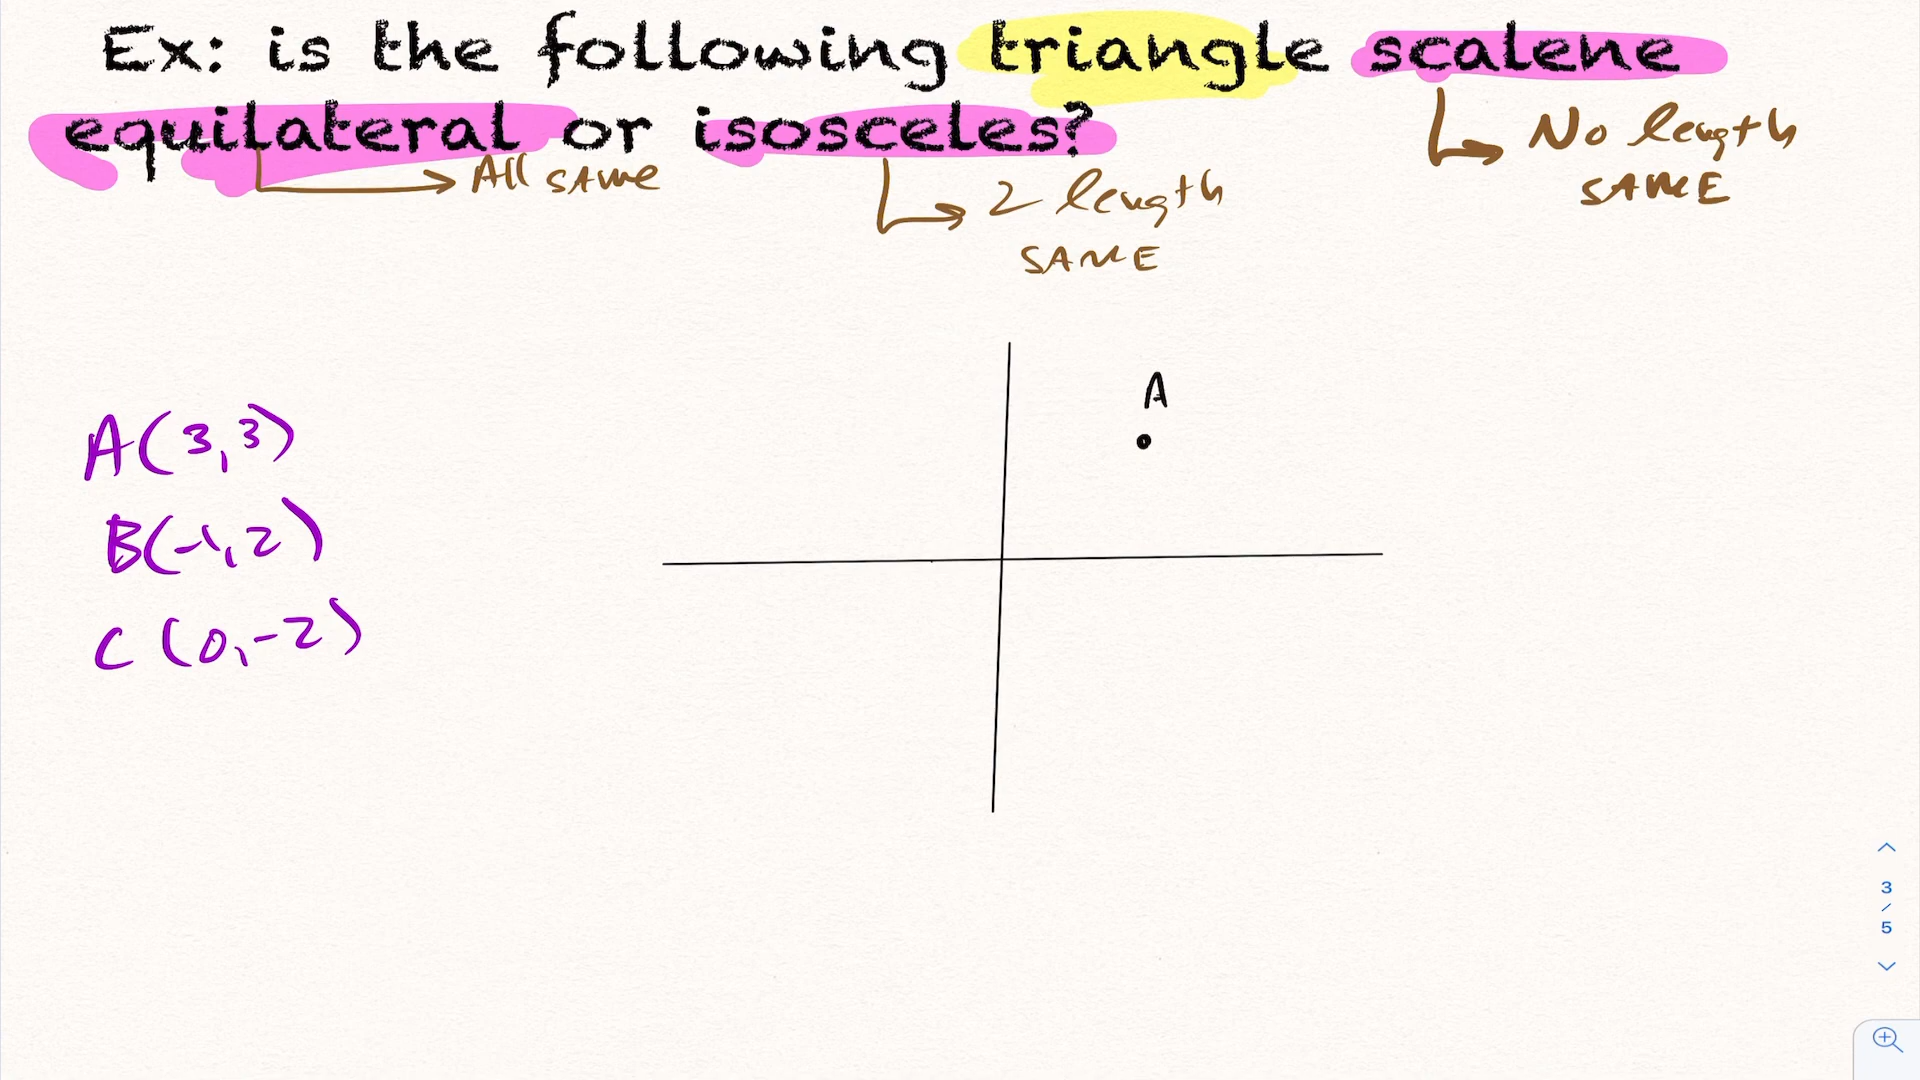 Ex: is the following triangle scalene
equilateral or isosceles?
No length
SAME
All SAME
2 length
SAME
A
A(3,3)
B(-1,2)
C(0,-2)
3
/
5